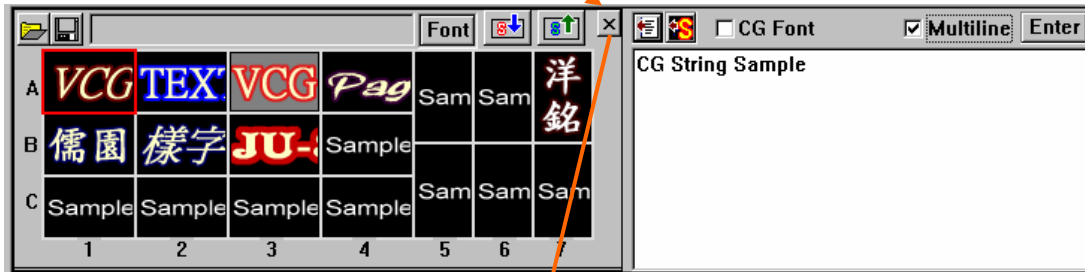 Font
CG Font
Multiline
Enter
CG String Sample
A
VCG
TEXT
VCG
Pag
Sam
Sam
洋銘
B
儒園
樣字
JU-
Sample
C
Sample
Sample
Sample
Sample
Sam
Sam
Sam
1 2 3 4 5 6 7